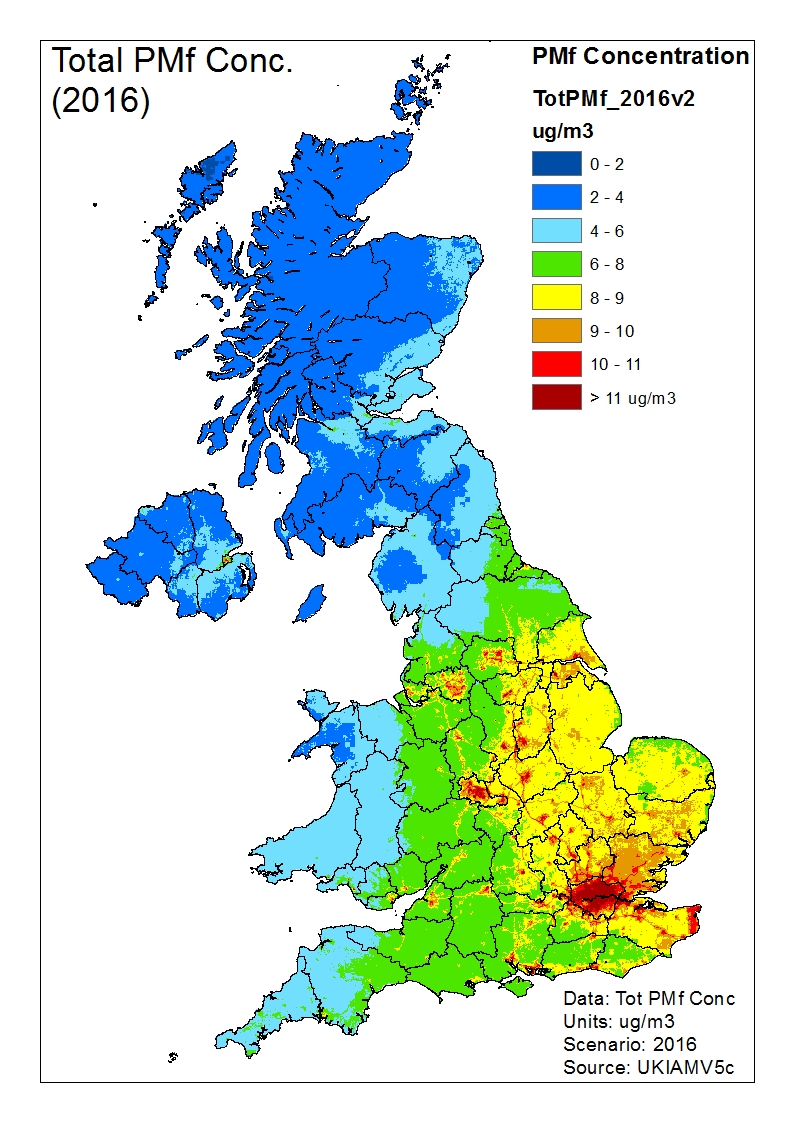 Total PMf Conc.
(2016)
PMf Concentration
TotPMf_2016v2
ug/m3
0 - 2
2 - 4
4 - 6
6 - 8
8 - 9
9 - 10
10 - 11
> 11 ug/m3
Data: Tot PMf Conc
Units: ug/m3
Scenario: 2016
Source: UKIAMV5c